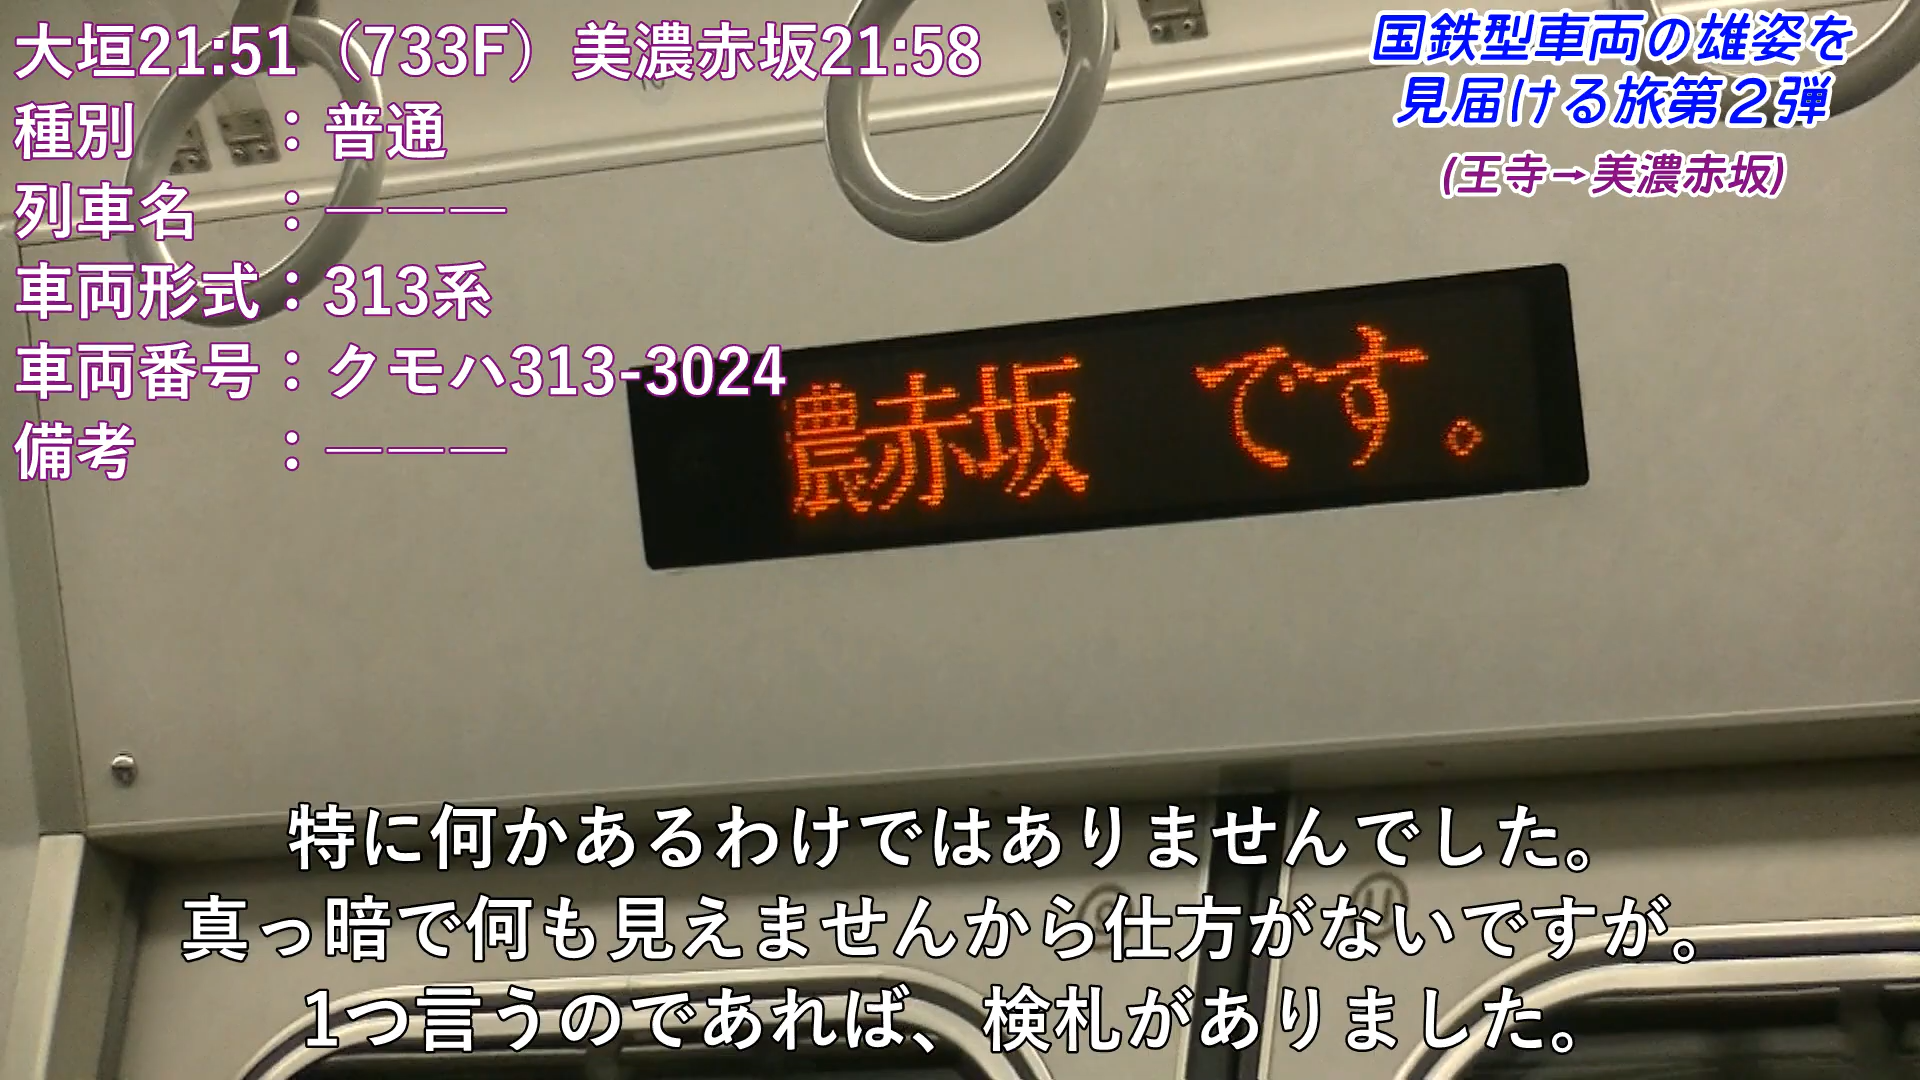 大垣21:51（733F）美濃赤坂21:58
種別　　：普通
列車名　：———
車両形式：313系
車両番号：クモハ313-3024
備考　　：———
国鉄型車両の雄姿を
見届ける旅第２弾
(王寺→美濃赤坂)
濃赤坂 です。
特に何かあるわけではありませんでした。
真っ暗で何も見えませんから仕方がないですが。
1つ言うのであれば、検札がありました。